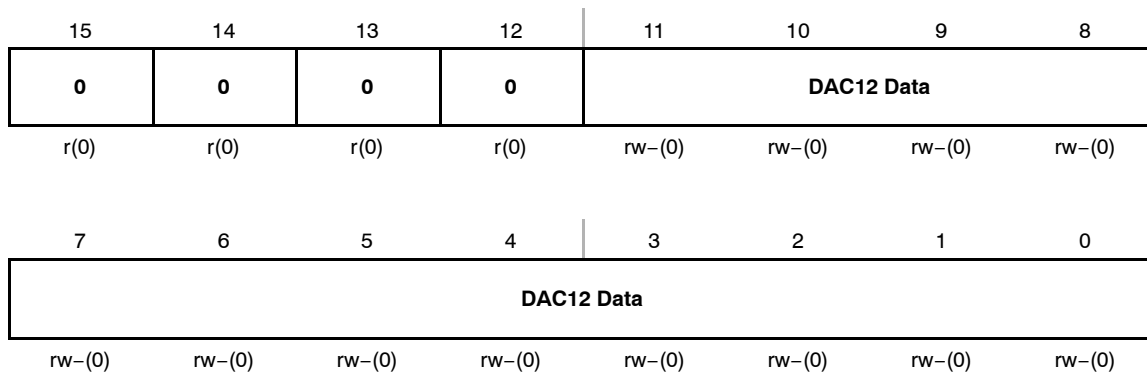 15 14 13 12 11 10 9 8
0 0 0 0 DAC12 Data
r(0) r(0) r(0) r(0) rw−(0) rw−(0) rw−(0) rw−(0)
7 6 5 4 3 2 1 0
DAC12 Data
rw−(0) rw−(0) rw−(0) rw−(0) rw−(0) rw−(0) rw−(0) rw−(0)